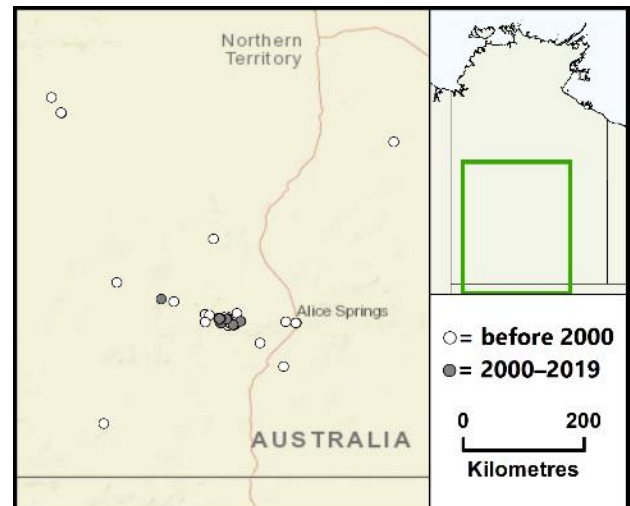 Northern
Territory
Alice Springs
AUSTRALIA
○ = before 2000
● = 2000–2019
0 200
Kilometres